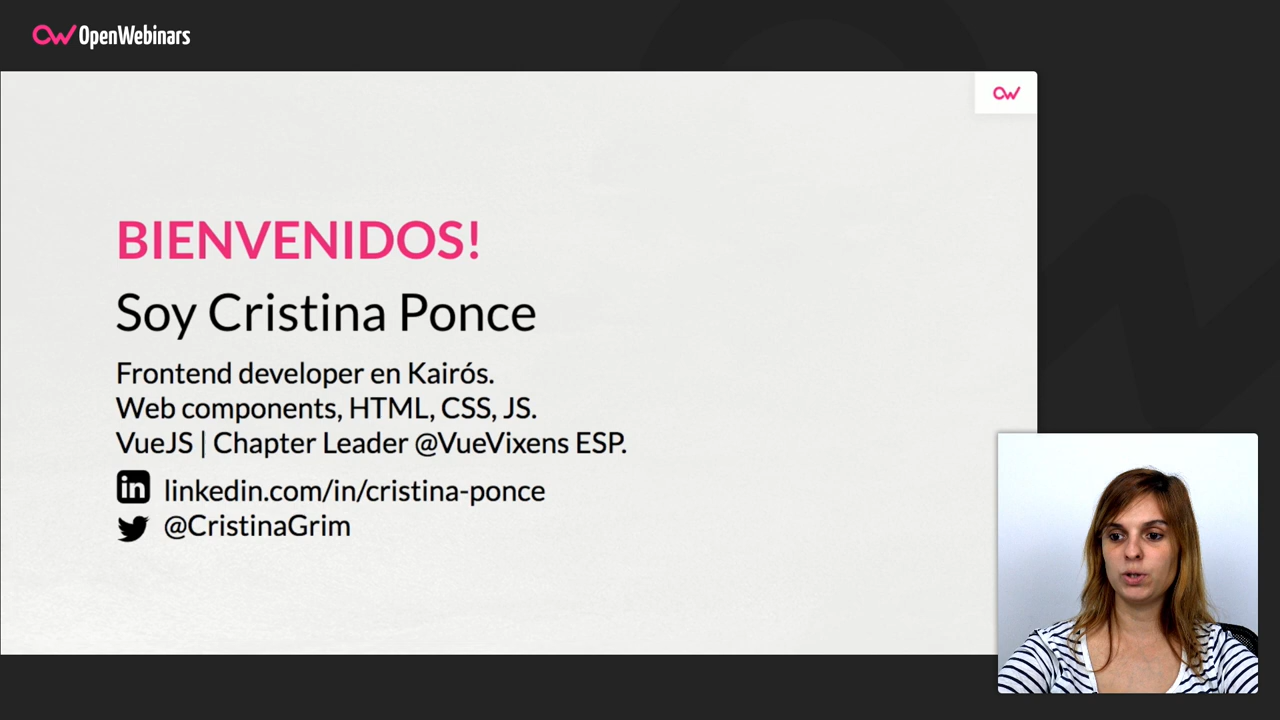 OpenWebinars
BIENVENIDOS!
Soy Cristina Ponce
Frontend developer en Kairós.
Web components, HTML, CSS, JS.
VueJS | Chapter Leader @VueVixens ESP.
linkedin.com/in/cristina-ponce
@CristinaGrim